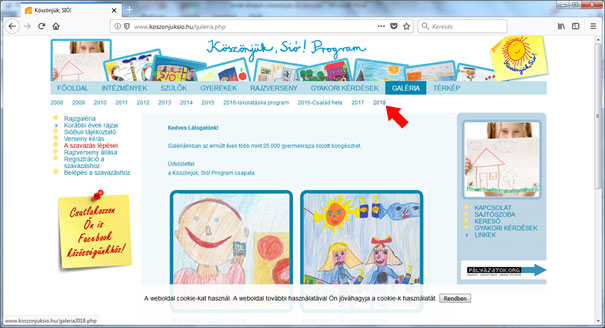 Köszönjük, SIÓ!
www.koszonjuksio.hu/galeria.php
Keresés
Köszönjük, Sió! Program
FŐOLDAL INTÉZMÉNYEK SZÜLŐK GYEREKEK RAJZVERSENY GYAKORI KÉRDÉSEK GALÉRIA TÉRKÉP
2008 2009 2010 2011 2012 2013 2014 2015 2016-Iskolatáska program 2016-Család hete 2017 2018
Rajzgaléria
Korábbi évek rajzai
SióBuli tájékoztató
Verseny kiírás
A szavazás lépései
Rajzverseny állása
Regisztráció a
szavazáshoz
Belépés a szavazáshoz
Csatlakozzon
Ön is
Facebook
közösségünkhöz!
Kedves Látogatónk!
Galériánkban az elmúlt évek több mint 25.000 gyermekrajza között böngészhet.
Üdvözlettel
a Köszönjük, Sió! Program csapata
KAPCSOLAT
SAJTÓSZOBA
KERESŐ
GYAKORI KÉRDÉSEK
LINKEK
PÁLYÁZATOK.ORG
A weboldal cookie-kat használ. A weboldal további használatával Ön jóváhagyja a cookie-k használatát. Rendben
www.koszonjuksio.hu/galeria2018.php